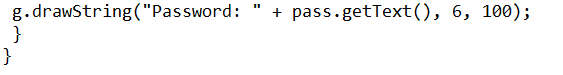 g.drawString("Password: " + pass.getText(), 6, 100);
}
}